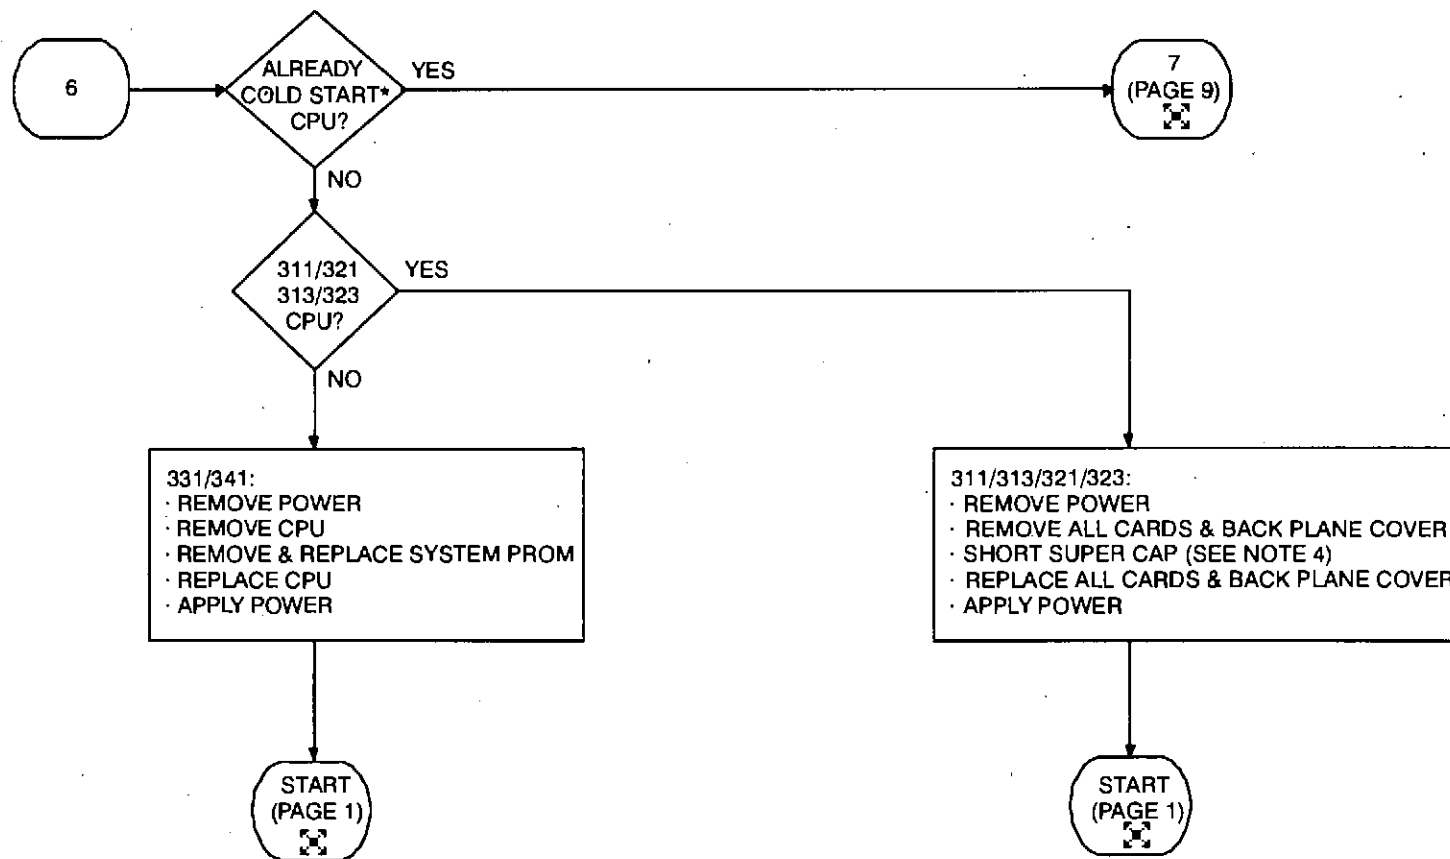 6
ALREADY
COLD START*
CPU?
YES
7
(PAGE 9)
NO
311/321
313/323
CPU?
YES
NO
331/341:
· REMOVE POWER
· REMOVE CPU
· REMOVE & REPLACE SYSTEM PROM
· REPLACE CPU
· APPLY POWER
311/313/321/323:
· REMOVE POWER
· REMOVE ALL CARDS & BACK PLANE COVER
· SHORT SUPER CAP (SEE NOTE 4)
· REPLACE ALL CARDS & BACK PLANE COVER
· APPLY POWER
START
(PAGE 1)
START
(PAGE 1)